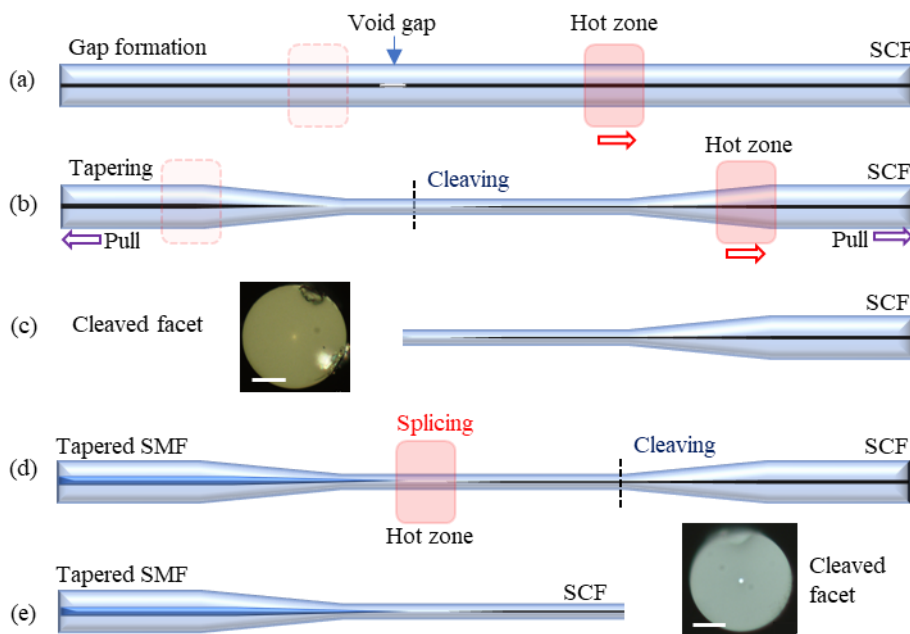 Void gap
Hot zone
Gap formation
SCF
(a)
Hot zone
Tapering
SCF
Cleaving
(b)
Pull
Pull
SCF
(c)
Cleaved facet
Splicing
Tapered SMF
Cleaving
SCF
(d)
Hot zone
Tapered SMF
Cleaved
facet
SCF
(e)